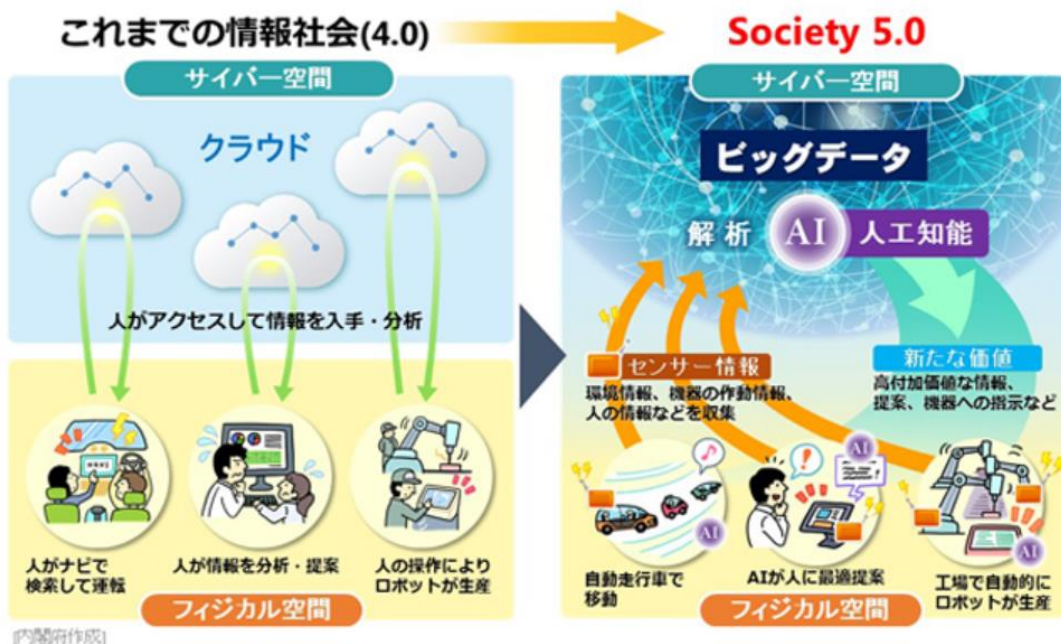 これまでの情報社会(4.0)
Society 5.0
サイバー空間
クラウド
人がアクセスして情報を入手・分析
人がナビで
検索して運転
人が情報を分析・提案
人の操作により
ロボットが生産
フィジカル空間
サイバー空間
ビッグデータ
解析
AI
人工知能
センサー情報
環境情報、機器の作動情報、
人の情報などを収集
新たな価値
高付加価値な情報、
提案、機器への指示など
AI
AI
AI
自動走行車で
移動
AIが人に最適提案
工場で自動的に
ロボットが生産
フィジカル空間
[内閣府作成]